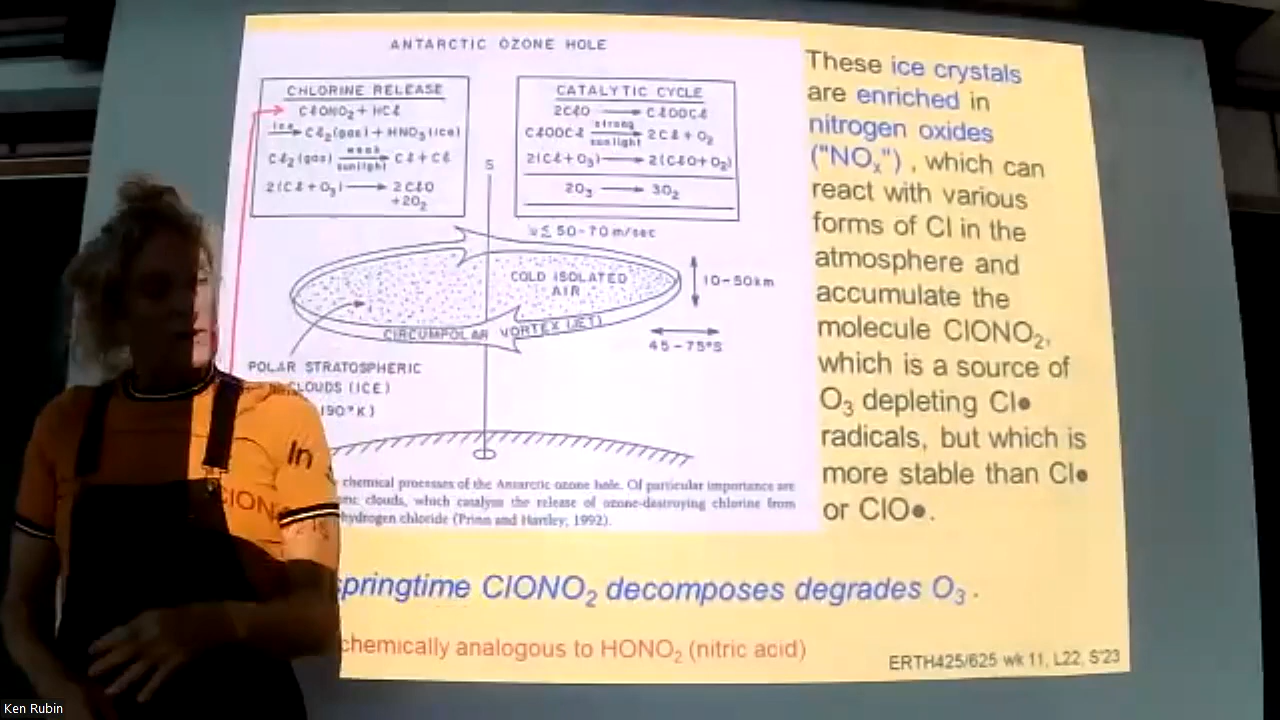 ANTARCTIC OZONE HOLE
CHLORINE RELEASE
ClONO2 + HCl
ice → Cl2(gas) + HNO3(ice)
Cl2(gas) weak sunlight → Cl + Cl
2(Cl + O3) → 2ClO
+2O2
CATALYTIC CYCLE
2ClO → ClOOCl
ClOOCl strong sunlight → 2Cl + O2
2(Cl + O3) → 2(ClO + O2)
2O3 → 3O2
S
50-70 m/sec
COLD ISOLATED
AIR
10-50km
CIRCUMPOLAR VORTEX (JET)
45-75°S
POLAR STRATOSPHERIC
CLOUDS (ICE)
90°K)
chemical processes of the Antarctic ozone hole. Of particular importance are
clouds, which catalyse the release of ozone-destroying chlorine from
hydrogen chloride (Prinn and Hartley, 1992).
These ice crystals
are enriched in
nitrogen oxides
("NOx") , which can
react with various
forms of Cl in the
atmosphere and
accumulate the
molecule ClONO2,
which is a source of
O3 depleting Cl●
radicals, but which is
more stable than Cl●
or ClO●.
In
springtime ClONO2 decomposes degrades O3 .
ClON
chemically analogous to HONO2 (nitric acid)
ERTH425/625 wk 11, L22, S'23
Ken Rubin